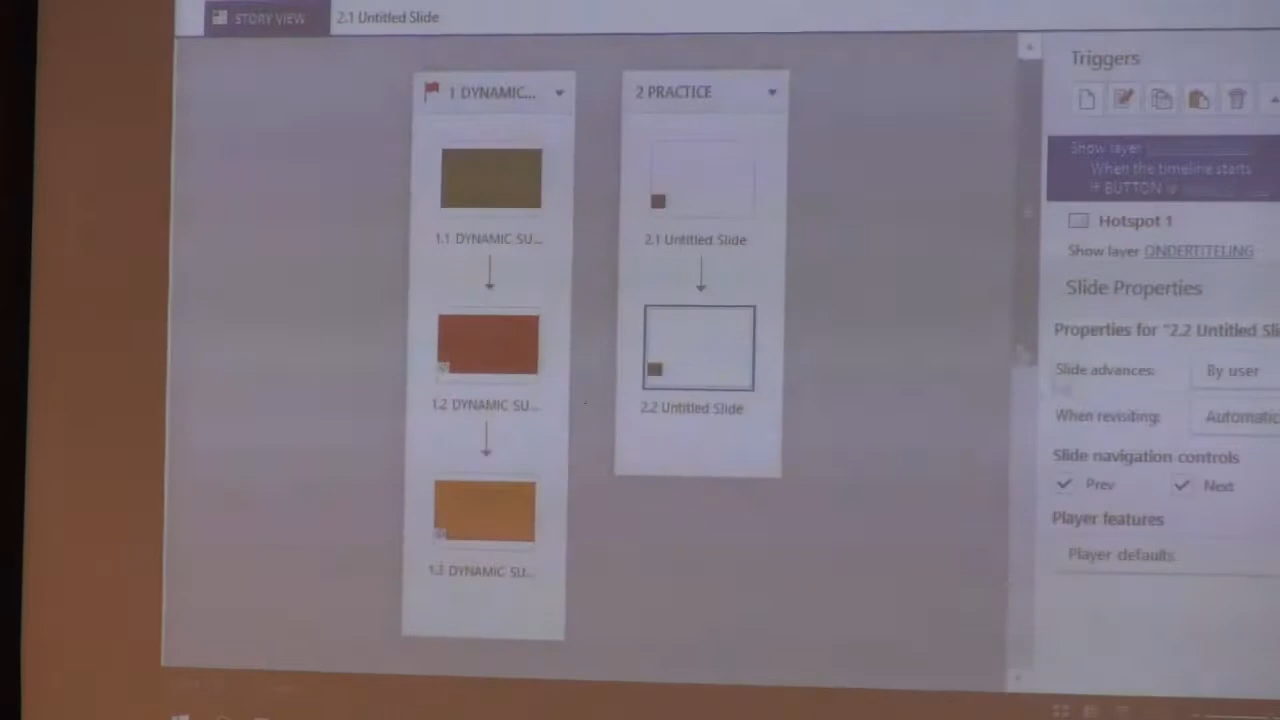 STORY VIEW
2.1 Untitled Slide
1 DYNAMIC...
1.1 DYNAMIC SU...
1.2 DYNAMIC SU...
1.3 DYNAMIC SU...
2 PRACTICE
2.1 Untitled Slide
2.2 Untitled Slide
Triggers
Show layer
When the timeline starts
If BUTTON
Hotspot 1
Show layer ONDERTITELING
Slide Properties
Properties for "2.2 Untitled Sli
Slide advances: By user
When revisiting: Automatic
Slide navigation controls
Prev Next
Player features
Player defaults